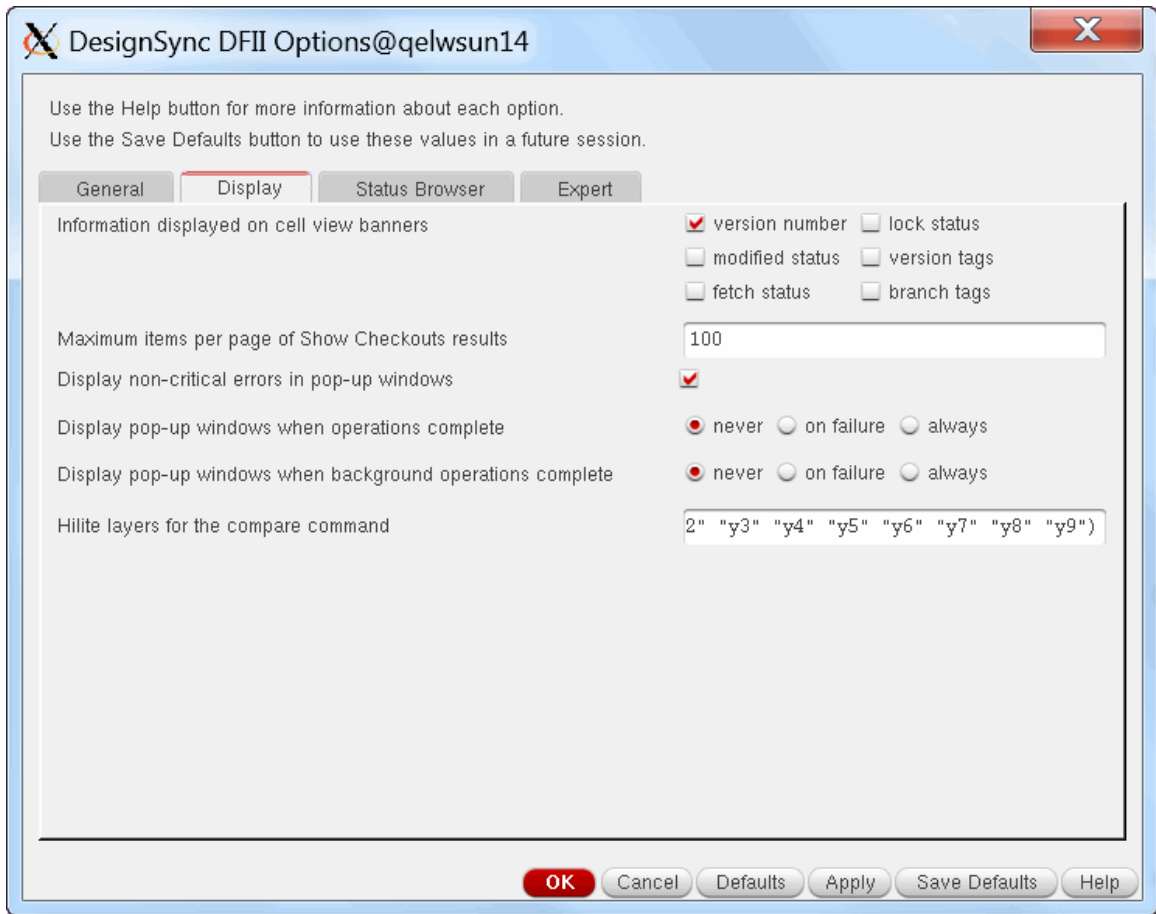 DesignSync DFII Options@qelwsun14
Use the Help button for more information about each option.
Use the Save Defaults button to use these values in a future session.
General Display Status Browser Expert
Information displayed on cell view banners version number lock status
modified status version tags
fetch status branch tags
Maximum items per page of Show Checkouts results 100
Display non-critical errors in pop-up windows
Display pop-up windows when operations complete never on failure always
Display pop-up windows when background operations complete never on failure always
Hilite layers for the compare command 2" "y3" "y4" "y5" "y6" "y7" "y8" "y9")
OK Cancel Defaults Apply Save Defaults Help